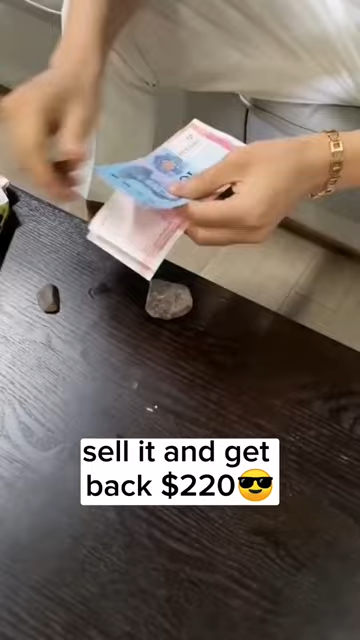 sell it and get
back $220😎